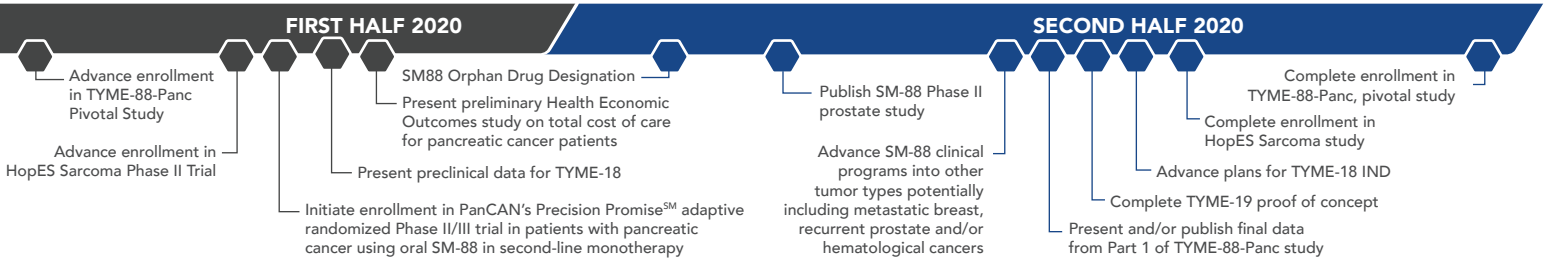 FIRST HALF 2020
SECOND HALF 2020
Advance enrollment
in TYME-88-Panc
Pivotal Study
Advance enrollment in
HopES Sarcoma Phase II Trial
Initiate enrollment in PanCAN's Precision Promise℠ adaptive
randomized Phase II/III trial in patients with pancreatic
cancer using oral SM-88 in second-line monotherapy
Present preclinical data for TYME-18
Present preliminary Health Economic
Outcomes study on total cost of care
for pancreatic cancer patients
SM88 Orphan Drug Designation
Publish SM-88 Phase II
prostate study
Advance SM-88 clinical
programs into other
tumor types potentially
including metastatic breast,
recurrent prostate and/or
hematological cancers
Present and/or publish final data
from Part 1 of TYME-88-Panc study
Complete TYME-19 proof of concept
Advance plans for TYME-18 IND
Complete enrollment in
HopES Sarcoma study
Complete enrollment in
TYME-88-Panc, pivotal study